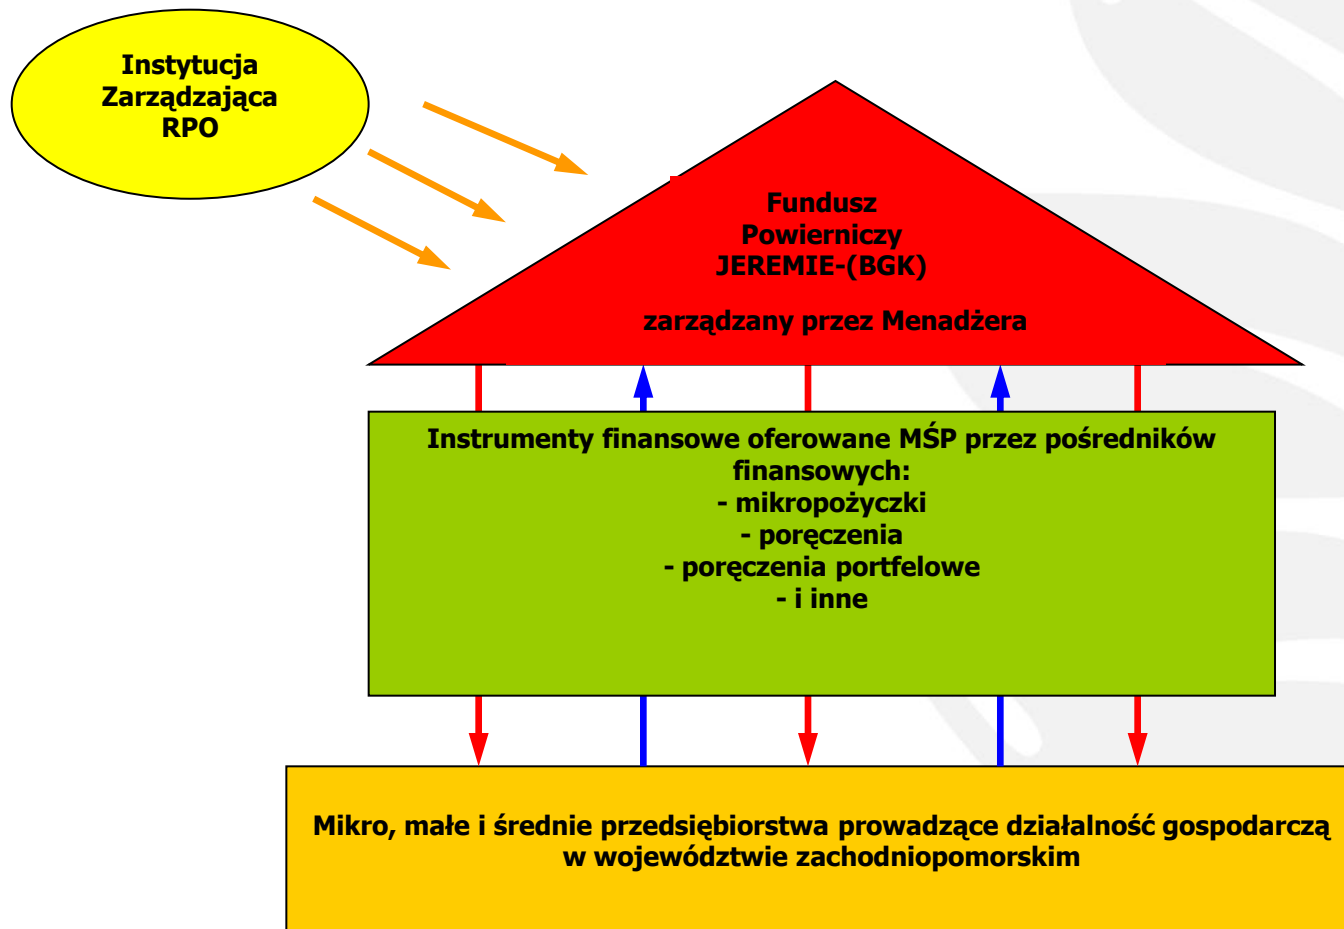 Instytucja
Zarządzająca
RPO
Fundusz
Powierniczy
JEREMIE-(BGK)
zarządzany przez Menadżera
Instrumenty finansowe oferowane MŚP przez pośredników
finansowych:
- mikropożyczki
- poręczenia
- poręczenia portfelowe
- i inne
Mikro, małe i średnie przedsiębiorstwa prowadzące działalność gospodarczą
w województwie zachodniopomorskim